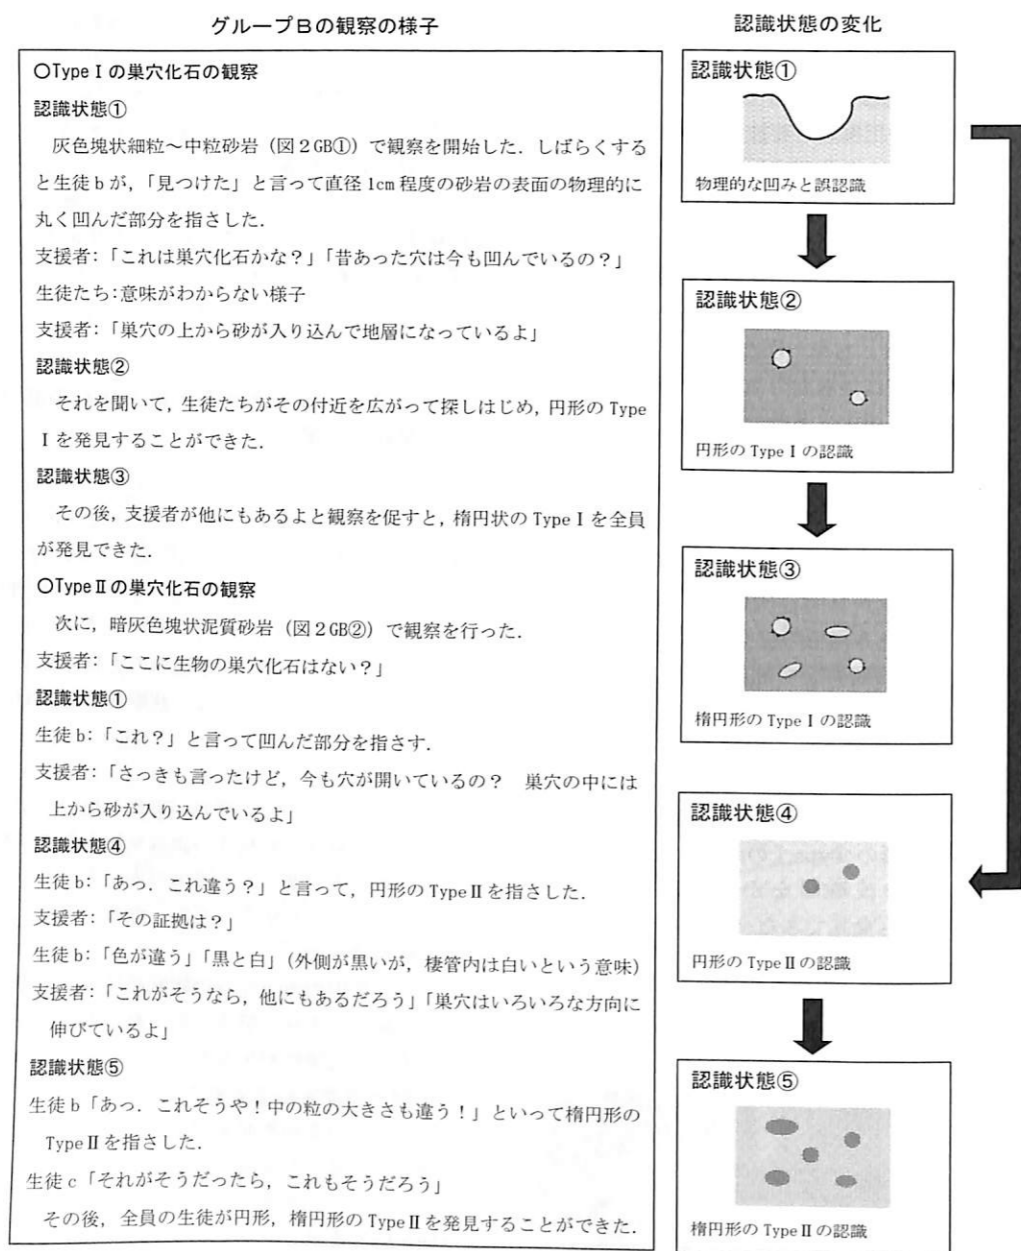 グループBの観察の様子
○TypeⅠの巣穴化石の観察
認識状態①
灰色塊状細粒～中粒砂岩(図2GB①)で観察を開始した.しばらくする
と生徒bが,「見つけた」と言って直径1cm程度の砂岩の表面の物理的に
丸く凹んだ部分を指さした.
支援者:「これは巣穴化石かな?」「昔あった穴は今も凹んでいるの?」
生徒たち:意味がわからない様子
支援者:「巣穴の上から砂が入り込んで地層になっているよ」
認識状態②
それを聞いて,生徒たちがその付近を広がって探しはじめ,円形のType
Ⅰを発見することができた.
認識状態③
その後,支援者が他にもあるよと観察を促すと,楕円状のTypeⅠを全員
が発見できた.
○TypeⅡの巣穴化石の観察
次に,暗灰色塊状泥質砂岩(図2GB②)で観察を行った.
支援者:「ここに生物の巣穴化石はない?」
認識状態①
生徒b:「これ?」と言って凹んだ部分を指さす.
支援者:「さっきも言ったけど,今も穴が開いているの? 巣穴の中には
上から砂が入り込んでいるよ」
認識状態④
生徒b:「あっ.これ違う?」と言って,円形のTypeⅡを指さした.
支援者:「その証拠は?」
生徒b:「色が違う」「黒と白」(外側が黒いが,棲管内は白いという意味)
支援者:「これがそうなら,他にもあるだろう」「巣穴はいろいろな方向に
伸びているよ」
認識状態⑤
生徒b「あっ.これそうや!中の粒の大きさも違う!」といって楕円形の
TypeⅡを指さした.
生徒c「それがそうだったら,これもそうだろう」
その後,全員の生徒が円形,楕円形のTypeⅡを発見することができた.
認識状態の変化
認識状態①
物理的な凹みと誤認識
認識状態②
円形のTypeⅠの認識
認識状態③
楕円形のTypeⅠの認識
認識状態④
円形のTypeⅡの認識
認識状態⑤
楕円形のTypeⅡの認識